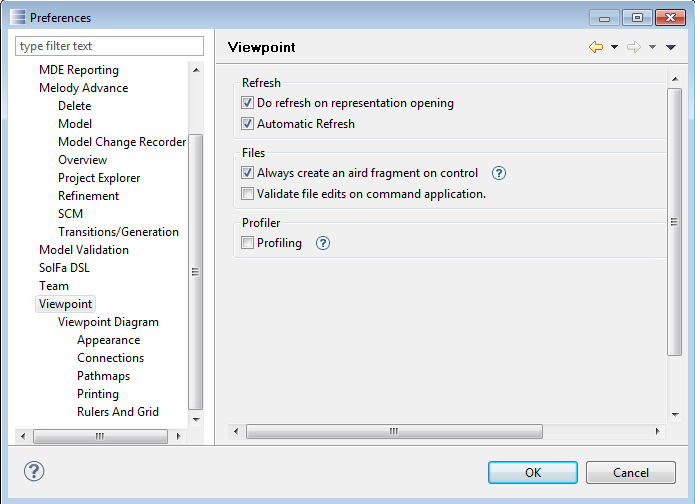 Preferences
type filter text
MDE Reporting
Melody Advance
Delete
Model
Model Change Recorder
Overview
Project Explorer
Refinement
SCM
Transitions/Generation
Model Validation
SolFa DSL
Team
Viewpoint
Viewpoint Diagram
Appearance
Connections
Pathmaps
Printing
Rulers And Grid
Viewpoint
Refresh
Do refresh on representation opening
Automatic Refresh
Files
Always create an aird fragment on control
Validate file edits on command application.
Profiler
Profiling
OK
Cancel